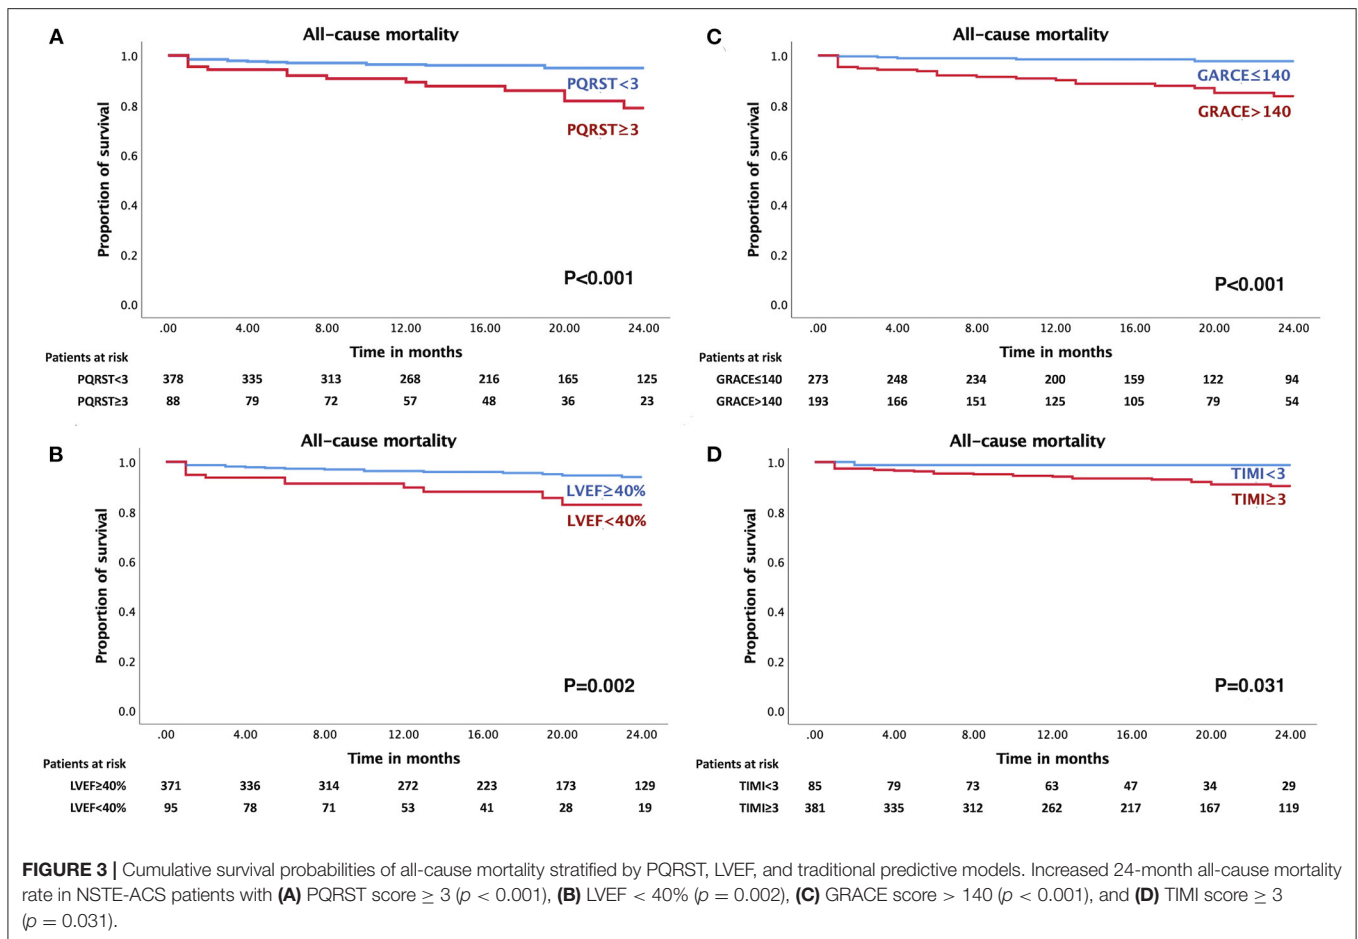 A
All-cause mortality
Proportion of survival
1.0
0.8
0.6
0.4
0.2
0.0
PQRST<3
PQRST≥3
P<0.001
.00 4.00 8.00 12.00 16.00 20.00 24.00
Time in months
Patients at risk
PQRST<3 378 335 313 268 216 165 125
PQRST≥3 88 79 72 57 48 36 23
C
All-cause mortality
Proportion of survival
1.0
0.8
0.6
0.4
0.2
0.0
GARCE≤140
GRACE>140
P<0.001
.00 4.00 8.00 12.00 16.00 20.00 24.00
Time in months
Patients at risk
GRACE≤140 273 248 234 200 159 122 94
GRACE>140 193 166 151 125 105 79 54
B
All-cause mortality
Proportion of survival
1.0
0.8
0.6
0.4
0.2
0.0
LVEF≥40%
LVEF<40%
P=0.002
.00 4.00 8.00 12.00 16.00 20.00 24.00
Time in months
Patients at risk
LVEF≥40% 371 336 314 272 223 173 129
LVEF<40% 95 78 71 53 41 28 19
D
All-cause mortality
Proportion of survival
1.0
0.8
0.6
0.4
0.2
0.0
TIMI<3
TIMI≥3
P=0.031
.00 4.00 8.00 12.00 16.00 20.00 24.00
Time in months
Patients at risk
TIMI<3 85 79 73 63 47 34 29
TIMI≥3 381 335 312 262 217 167 119
FIGURE 3 | Cumulative survival probabilities of all-cause mortality stratified by PQRST, LVEF, and traditional predictive models. Increased 24-month all-cause mortality
rate in NSTE-ACS patients with (A) PQRST score ≥ 3 (p < 0.001), (B) LVEF < 40% (p = 0.002), (C) GRACE score > 140 (p < 0.001), and (D) TIMI score ≥ 3
(p = 0.031).